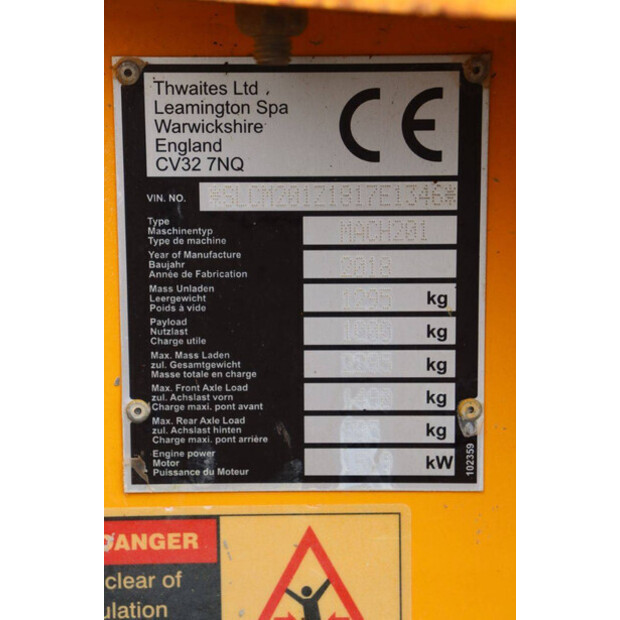 Thwaites Ltd
Leamington Spa
Warwickshire
England
CV32 7NQ
CE
VIN. NO. *SLCM201Z1817E1346*
Type
Maschinentyp
Type de machine
MACH201
Year of Manufacture
Baujahr
Année de Fabrication
2018
Mass Unladen
Leergewicht
Poids à vide
kg
Payload
Nutzlast
Charge utile
kg
Max. Mass Laden
zul. Gesamtgewicht
Masse totale en charge
kg
Max. Front Axle Load
zul. Achslast vorn
Charge maxi. pont avant
kg
Max. Rear Axle Load
zul. Achslast hinten
Charge maxi. pont arrière
kg
Engine power
Motor
Puissance du Moteur
kW
102359
DANGER
clear of
ulation